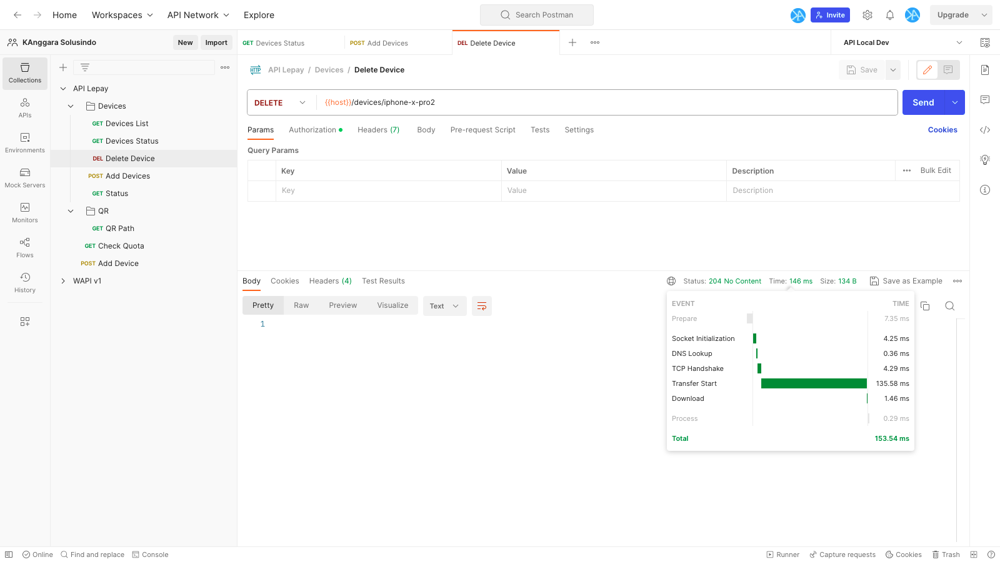 Home Workspaces API Network Explore Search Postman Invite Upgrade
KAnggara Solusindo New Import
GET Devices Status POST Add Devices DEL Delete Device API Local Dev
Collections
APIs
Environments
Mock Servers
Monitors
Flows
History
API Lepay
Devices
GET Devices List
GET Devices Status
DEL Delete Device
POST Add Devices
GET Status
QR
GET QR Path
GET Check Quota
POST Add Device
WAPI v1
HTTP API Lepay / Devices / Delete Device Save
DELETE {{host}}/devices/iphone-x-pro2 Send
Params Authorization Headers (7) Body Pre-request Script Tests Settings Cookies
Query Params
Key Value Description Bulk Edit
Key Value Description
Body Cookies Headers (4) Test Results Status: 204 No Content Time: 146 ms Size: 134 B Save as Example
Pretty Raw Preview Visualize Text
1
EVENT TIME
Prepare 7.35 ms
Socket Initialization 4.25 ms
DNS Lookup 0.36 ms
TCP Handshake 4.29 ms
Transfer Start 135.58 ms
Download 1.46 ms
Process 0.29 ms
Total 153.54 ms
Online Find and replace Console Runner Capture requests Cookies Trash